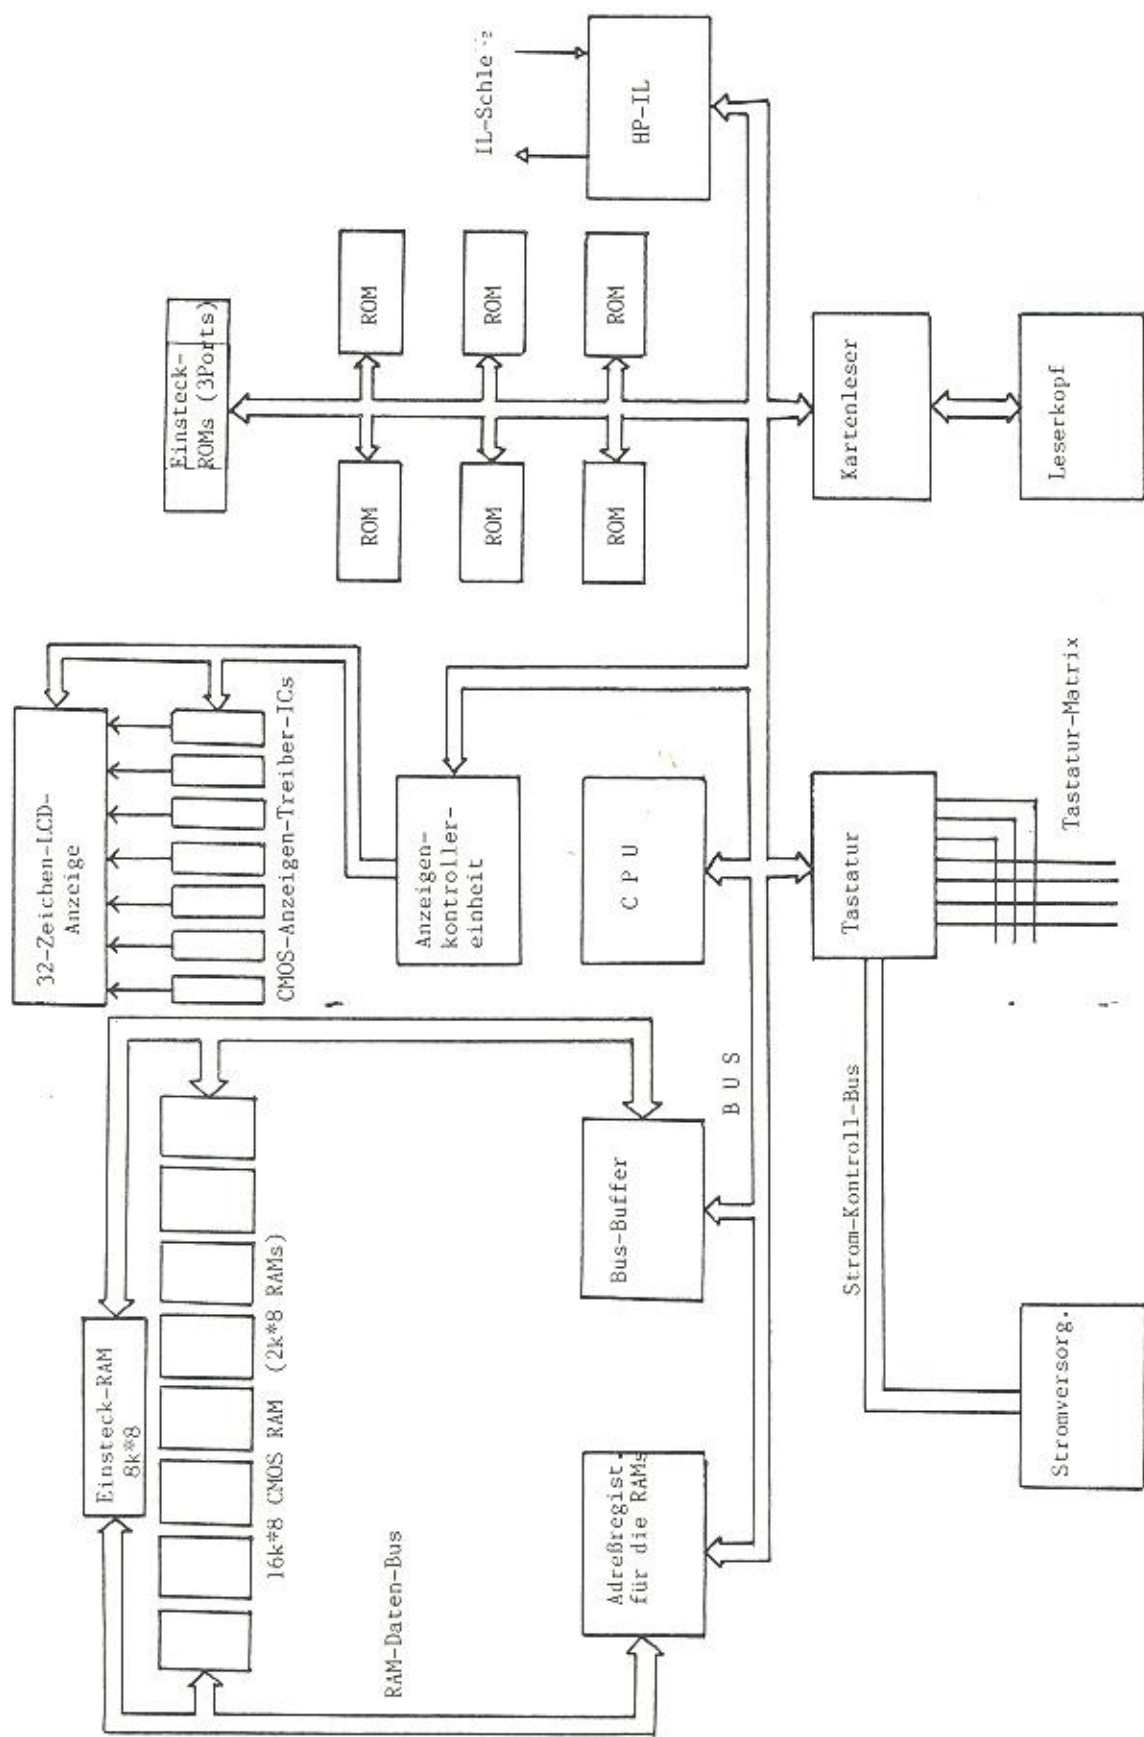 32-Zeichen-LCD-
Anzeige
CMOS-Anzeigen-Treiber-ICs
Einsteck-RAM
8k*8
16k*8 CMOS RAM (2k*8 RAMs)
RAM-Daten-Bus
Einsteck-
ROMs (3Ports)
ROM
ROM
ROM
ROM
ROM
ROM
Anzeigen-
kontroller-
einheit
C P U
Bus-Buffer
Adreßregist.
für die RAMs
B U S
HP-IL
Strom-Kontroll-Bus
Stromversorg.
Tastatur
Tastatur-Matrix
Kartenleser
Leserkopf